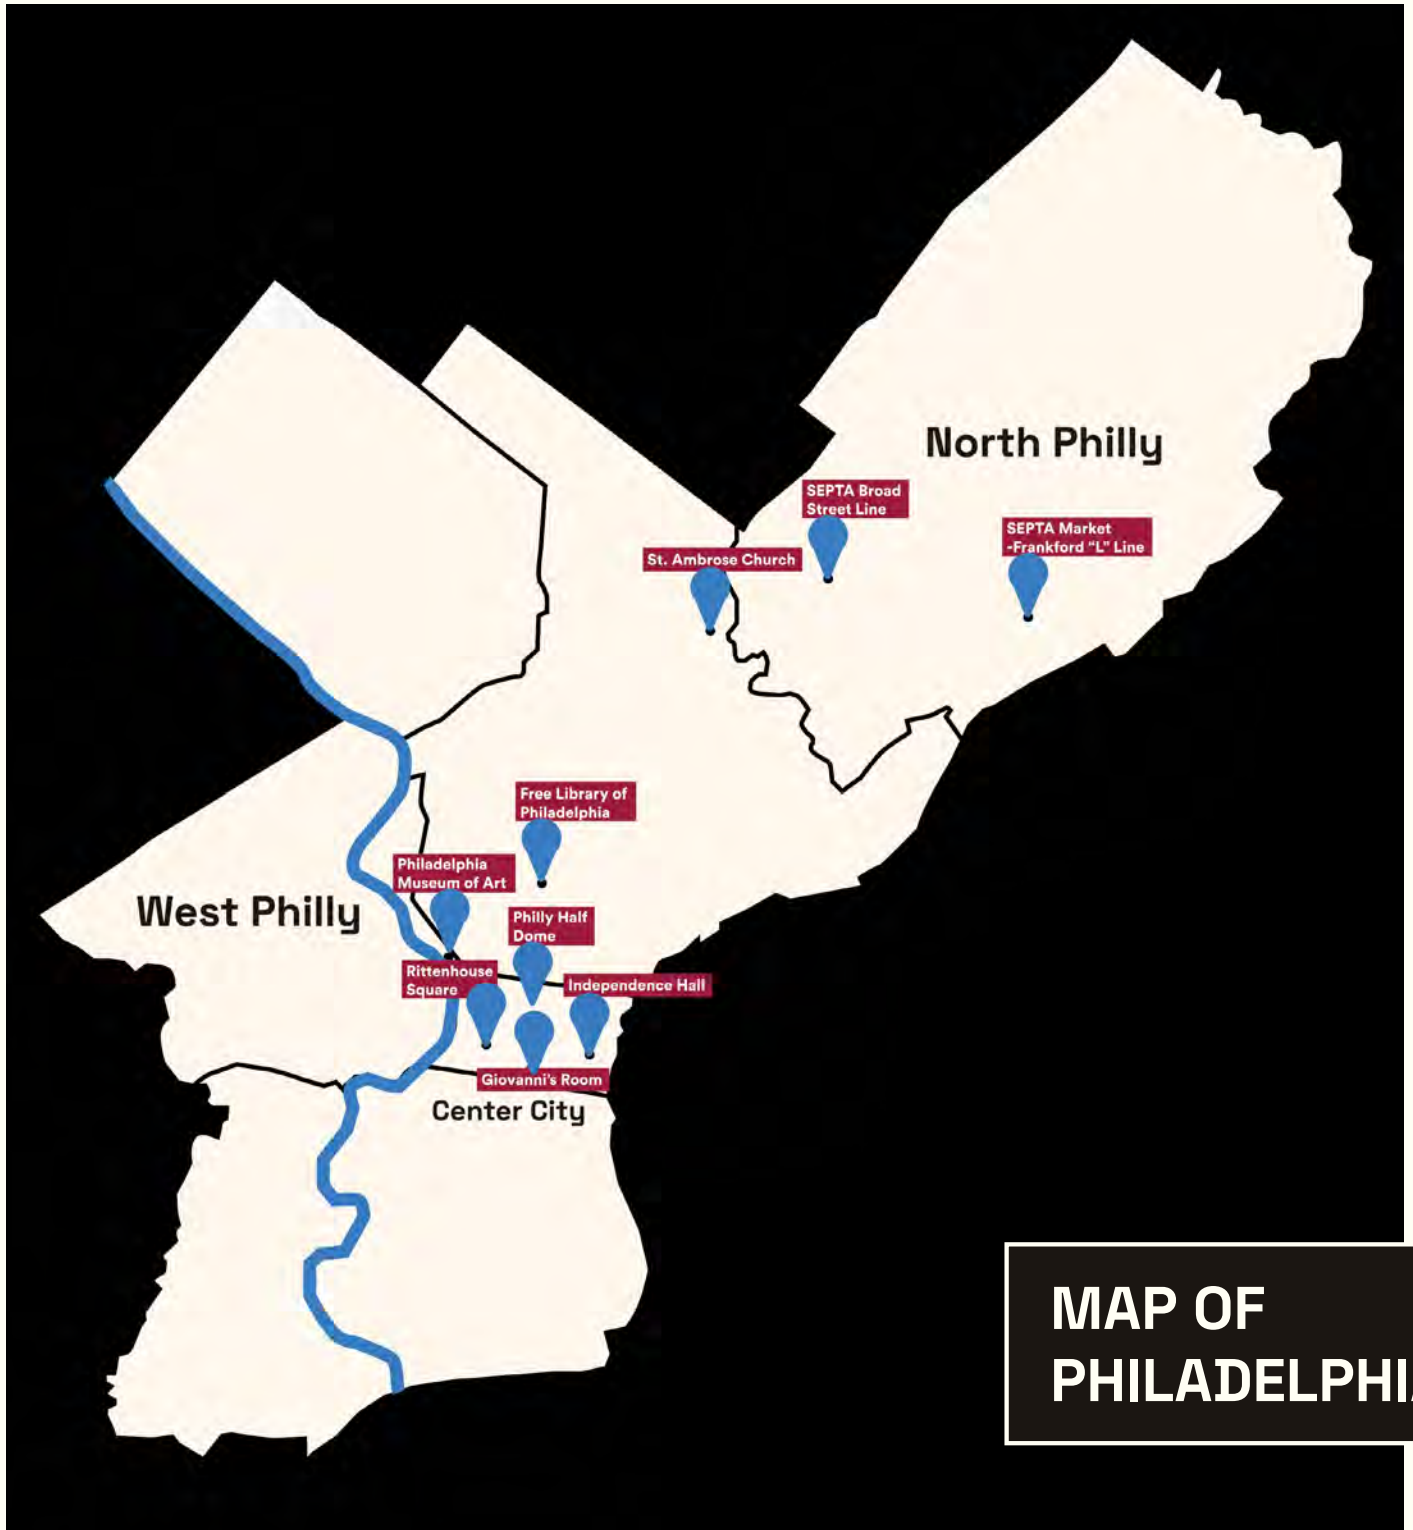 North Philly
SEPTA Broad
Street Line
SEPTA Market
-Frankford “L” Line
St. Ambrose Church
Free Library of
Philadelphia
Philadelphia
Museum of Art
West Philly
Philly Half
Dome
Rittenhouse
Square
Independence Hall
Giovanni's Room
Center City
MAP OF
PHILADELPHIA